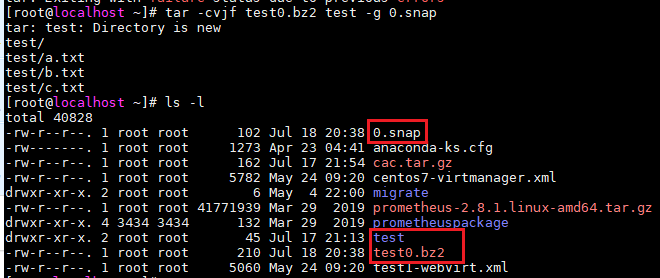 tar: Exiting with failure status due to previous errors
[root@localhost ~]# tar -cvjf test0.bz2 test -g 0.snap
tar: test: Directory is new
test/
test/a.txt
test/b.txt
test/c.txt
[root@localhost ~]# ls -l
total 40828
-rw-r--r--. 1 root root 102 Jul 18 20:38 0.snap
-rw-------. 1 root root 1273 Apr 23 04:41 anaconda-ks.cfg
-rw-r--r--. 1 root root 162 Jul 17 21:54 cac.tar.gz
-rw-r--r--. 1 root root 5782 May 24 09:20 centos7-virtmanager.xml
drwxr-xr-x. 2 root root 6 May 4 22:00 migrate
-rw-r--r--. 1 root root 41771939 Mar 29 2019 prometheus-2.8.1.linux-amd64.tar.gz
drwxr-xr-x. 4 3434 3434 132 Mar 29 2019 prometheuspackage
drwxr-xr-x. 2 root root 45 Jul 17 21:13 test
-rw-r--r--. 1 root root 210 Jul 18 20:38 test0.bz2
-rw-r--r--. 1 root root 5060 May 24 09:20 test1-webvirt.xml